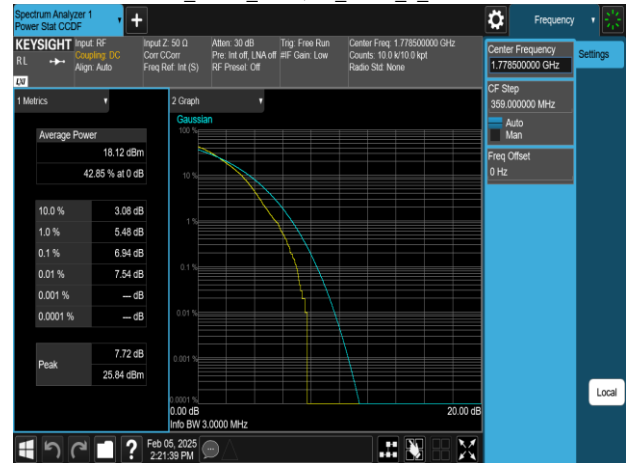 Spectrum Analyzer 1
Power Stat CCDF
Frequency
KEYSIGHT
RL
LXI
Input: RF
Coupling: DC
Align: Auto
Input Z: 50 Ω
Corr CCorr
Freq Ref: Int (S)
Atten: 30 dB
Pre: Int off, LNA off
RF Presel: Off
Trig: Free Run
#IF Gain: Low
Center Freq: 1.778500000 GHz
Counts: 10.0 k/10.0 kpt
Radio Std: None
Center Frequency
1.778500000 GHz
Settings
CF Step
359.000000 MHz
Auto
Man
Freq Offset
0 Hz
Local
1 Metrics
Average Power
18.12 dBm
42.85 % at 0 dB
10.0 % 3.08 dB
1.0 % 5.48 dB
0.1 % 6.94 dB
0.01 % 7.54 dB
0.001 % --- dB
0.0001 % --- dB
Peak
7.72 dB
25.84 dBm
2 Graph
Gaussian
100 %
10 %
1 %
0.1 %
0.01 %
0.001 %
0.0001 %
0.00 dB 20.00 dB
Info BW 3.0000 MHz
?
Feb 05, 2025
2:21:39 PM